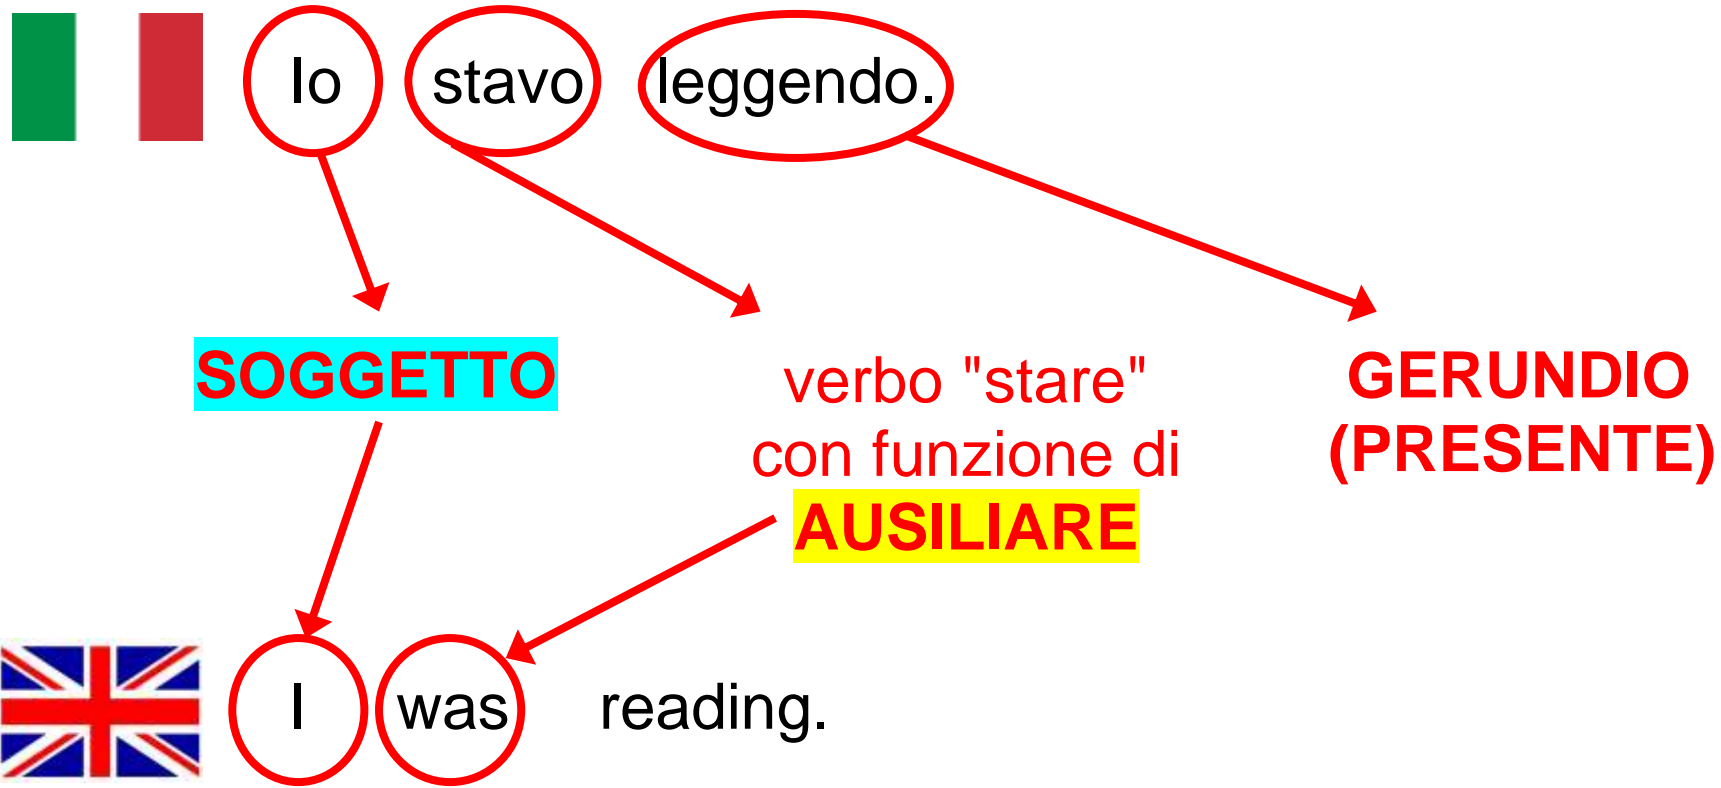 Io stavo leggendo.
SOGGETTO
verbo "stare"
con funzione di
AUSILIARE
GERUNDIO
(PRESENTE)
I was reading.